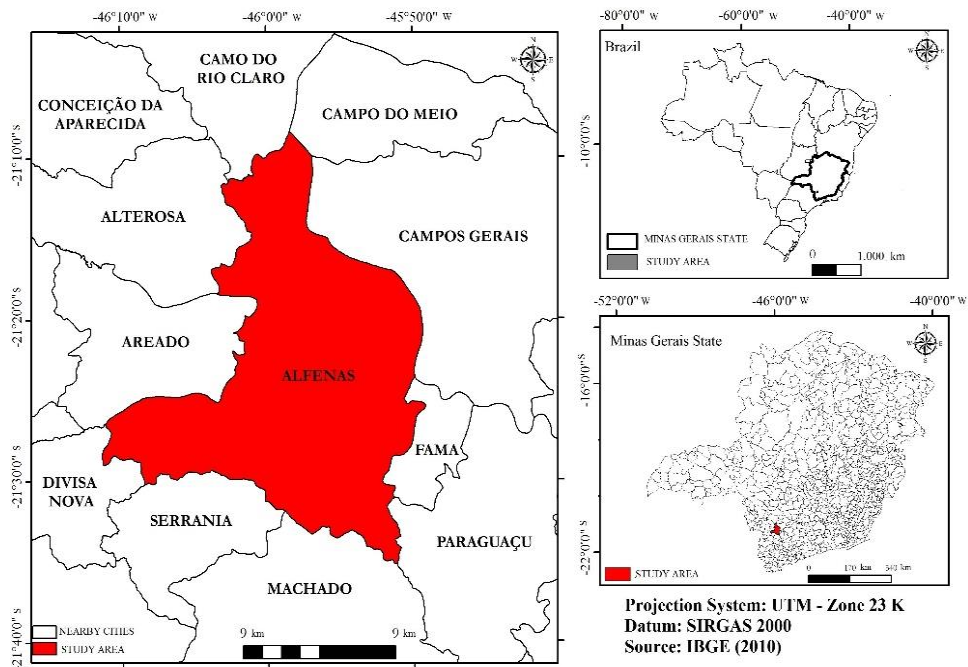 -46°10'0" W
-46°0'0" W
-45°50'0" W
-21°10'0" S
-21°20'0" S
-21°30'0" S
-21°40'0" S
N
W
E
S
CAMO DO
RIO CLARO
CONCEIÇÃO DA
APARECIDA
CAMPO DO MEIO
ALTEROSA
CAMPOS GERAIS
AREADO
ALFENAS
FAMA
DIVISA
NOVA
SERRANIA
PARAGUAÇU
MACHADO
NEARBY CITIES
STUDY AREA
9 km
9 km
-80°0'0" W
-60°0'0" W
-40°0'0" W
-10°0'0" S
Brazil
N
W
E
S
MINAS GERAIS STATE
STUDY AREA
0
1.000 km
-52°0'0" W
-46°0'0" W
-40°0'0" W
-16°0'0" S
-22°0'0" S
Minas Gerais State
N
W
E
S
STUDY AREA
0
170 km
340 km
Projection System: UTM - Zone 23 K
Datum: SIRGAS 2000
Source: IBGE (2010)